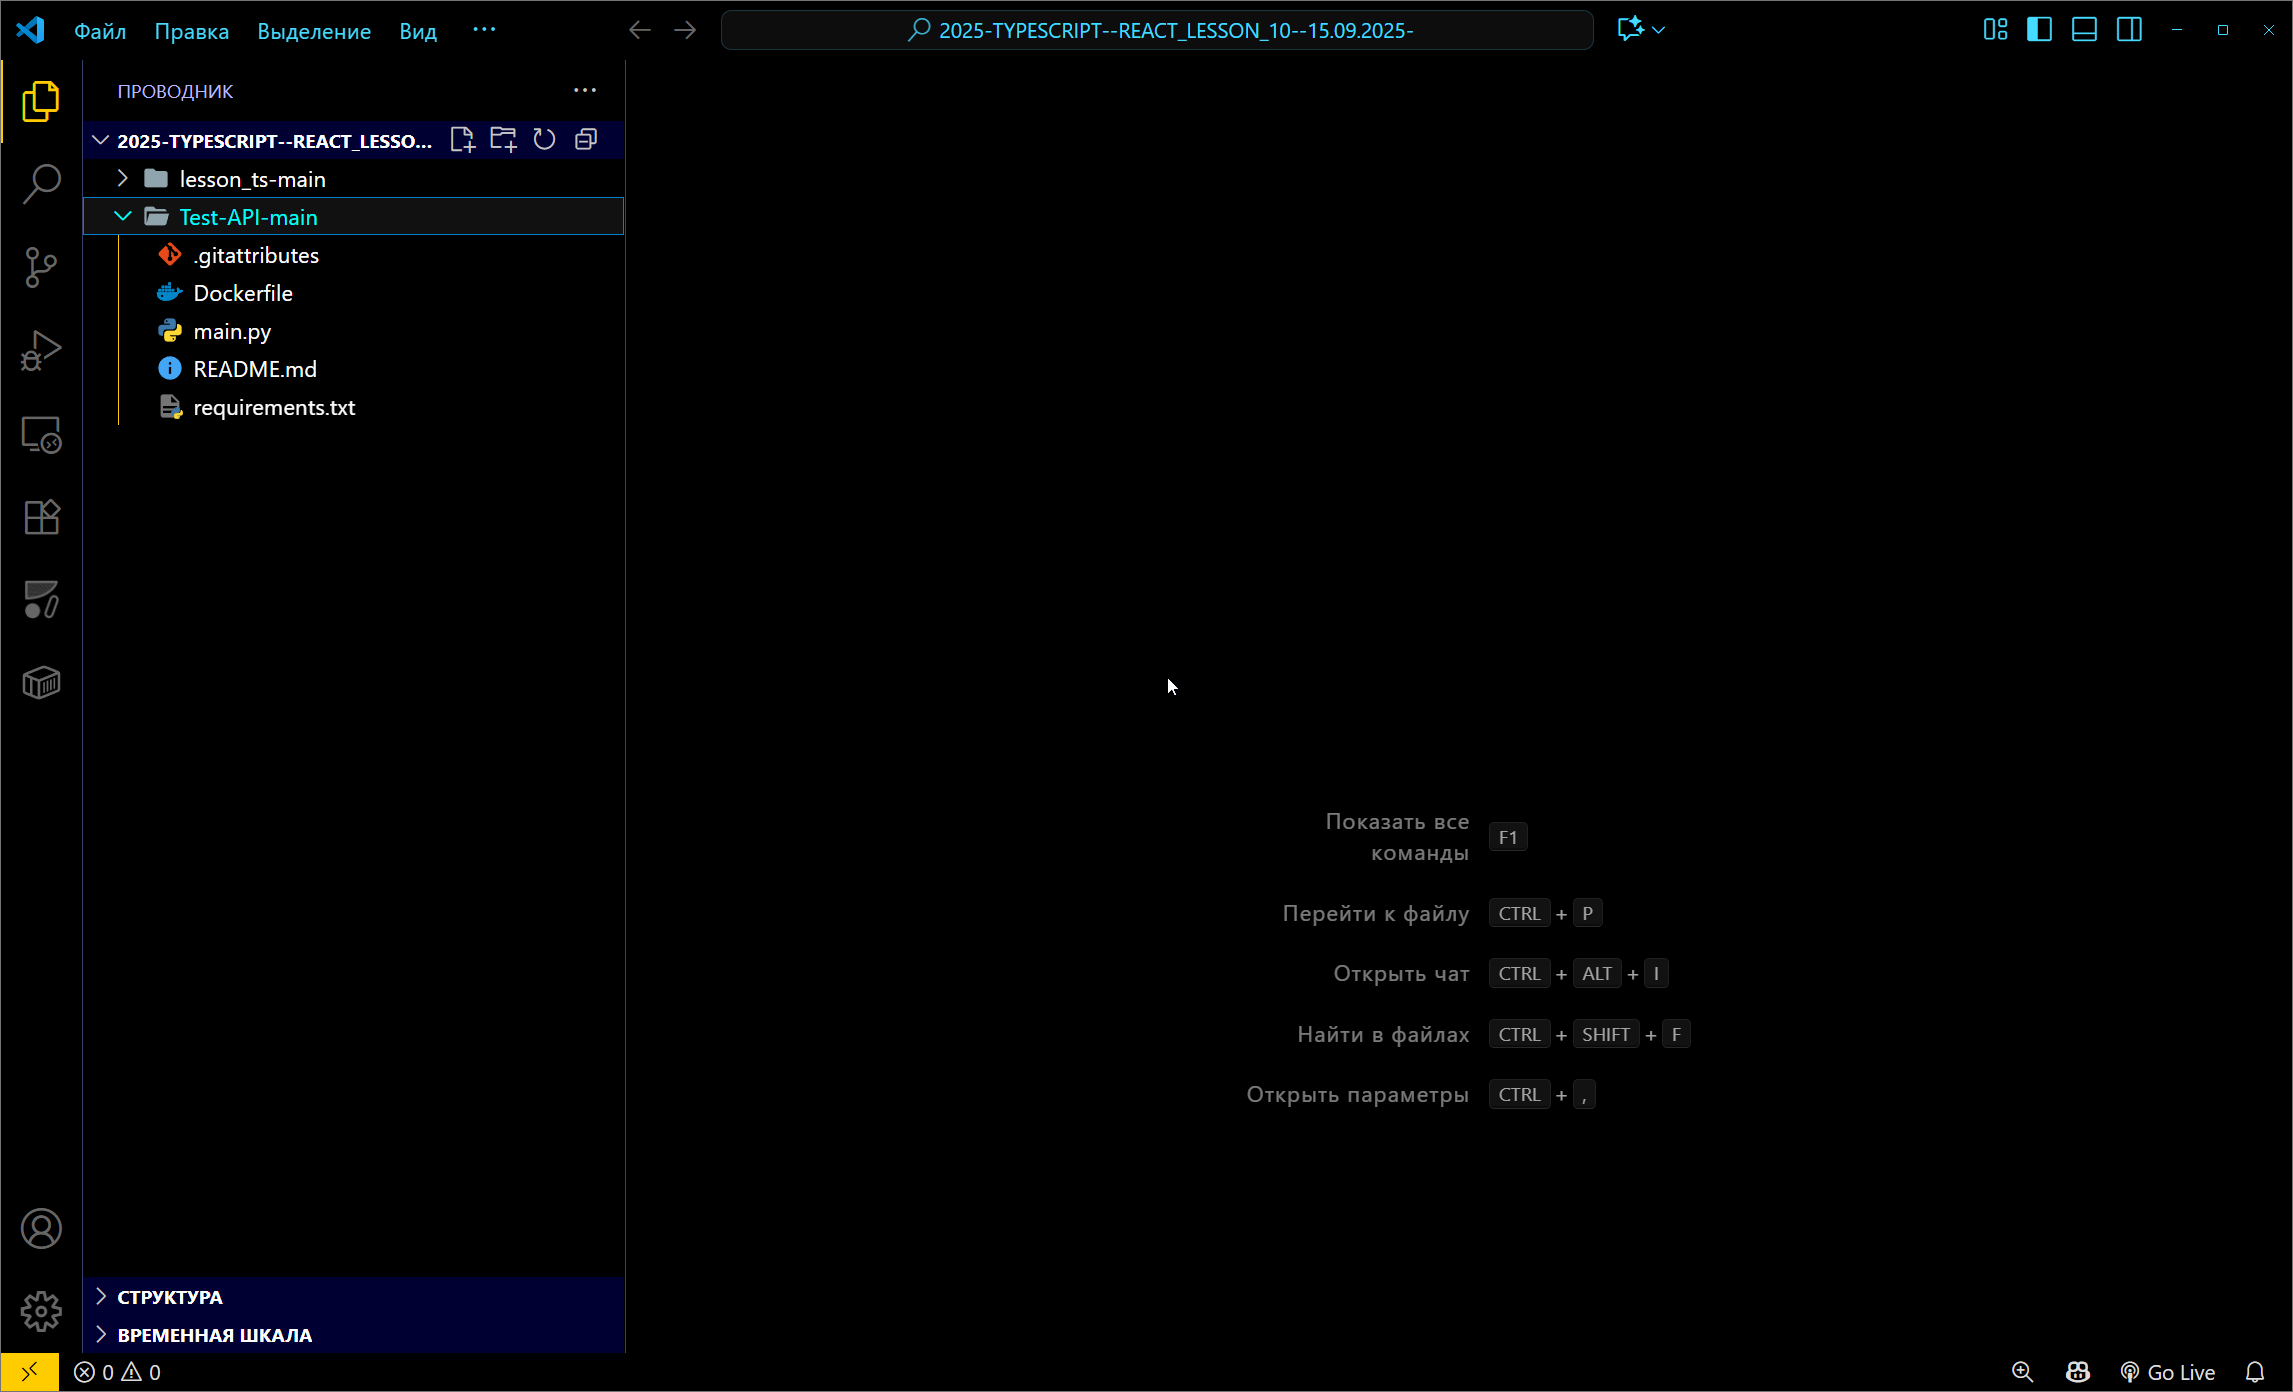 Файл Правка Выделение Вид ··· 2025-TYPESCRIPT--REACT_LESSON_10--15.09.2025-
ПРОВОДНИК ···
2025-TYPESCRIPT--REACT_LESSO...
lesson_ts-main
Test-API-main
.gitattributes
Dockerfile
main.py
README.md
requirements.txt
Показать все
команды F1
Перейти к файлу CTRL + P
Открыть чат CTRL + ALT + I
Найти в файлах CTRL + SHIFT + F
Открыть параметры CTRL + ,
СТРУКТУРА
ВРЕМЕННАЯ ШКАЛА
0 0 Go Live